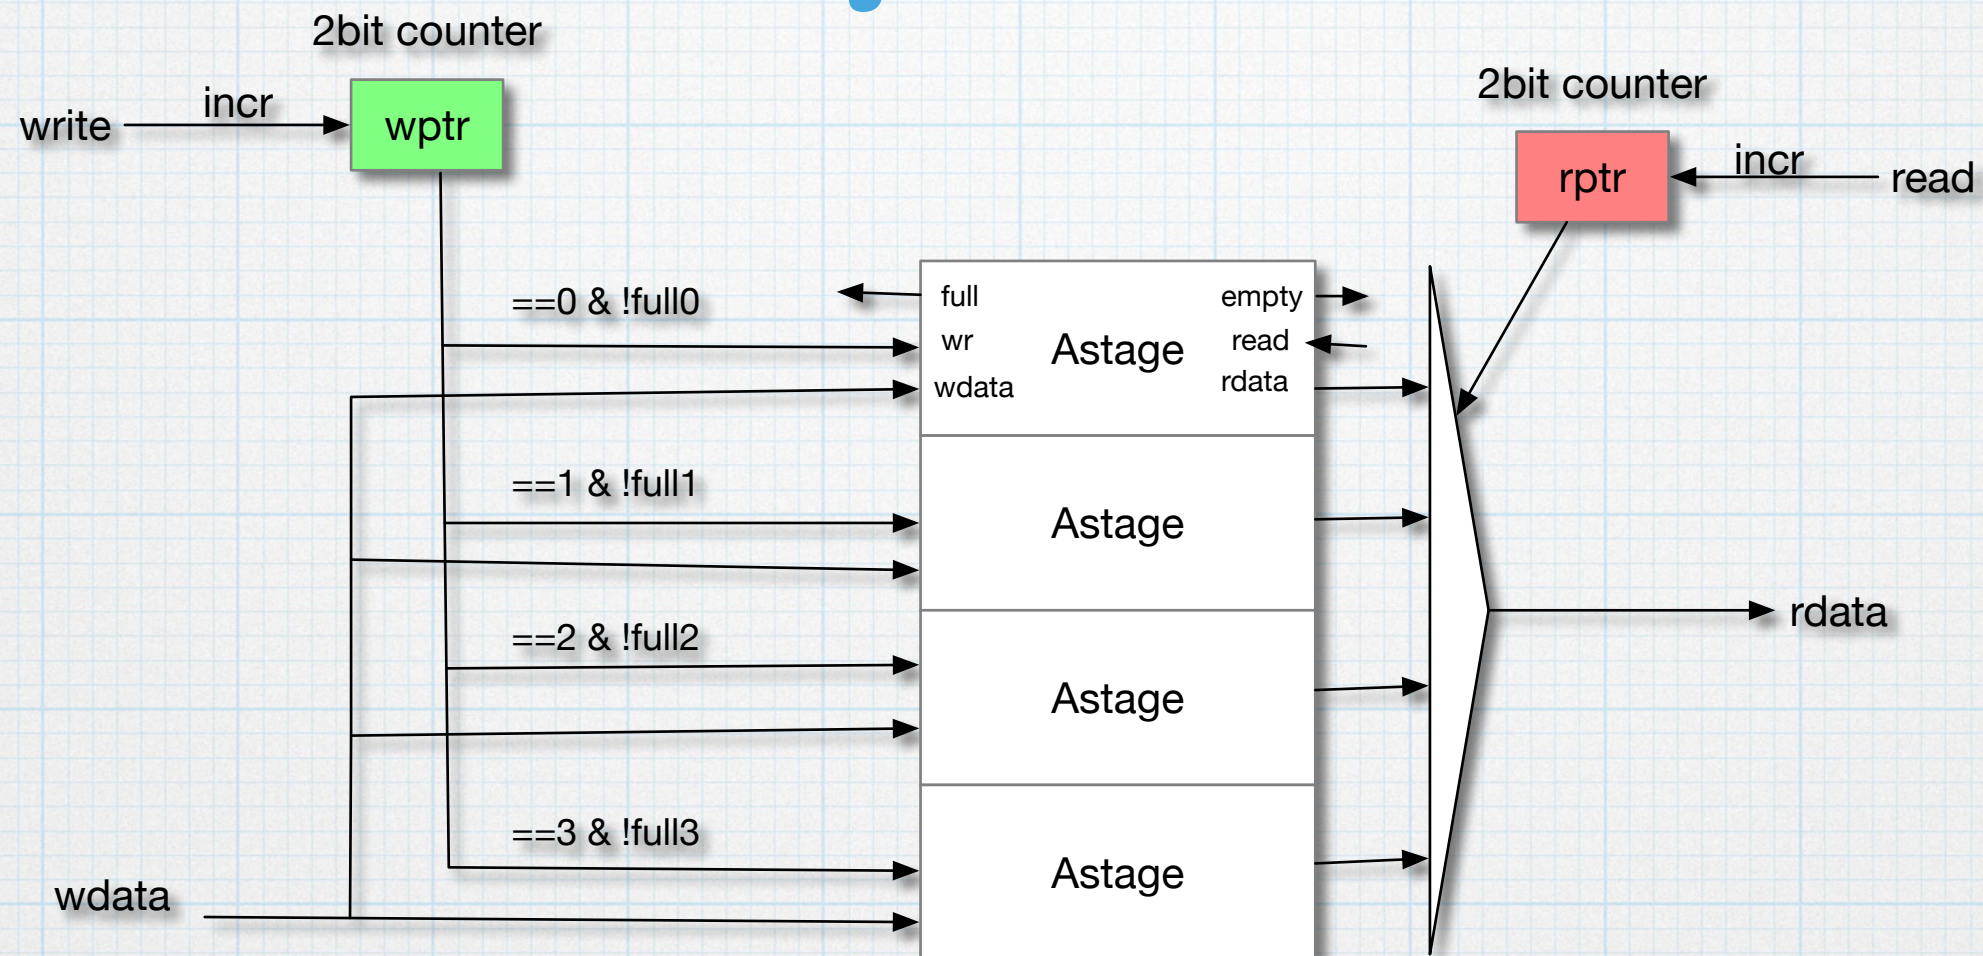 2bit counter
2bit counter
write
incr
wptr
rptr
incr
read
==0 & !full0
full
empty
wr
Astage
read
wdata
rdata
==1 & !full1
Astage
rdata
==2 & !full2
Astage
==3 & !full3
Astage
wdata